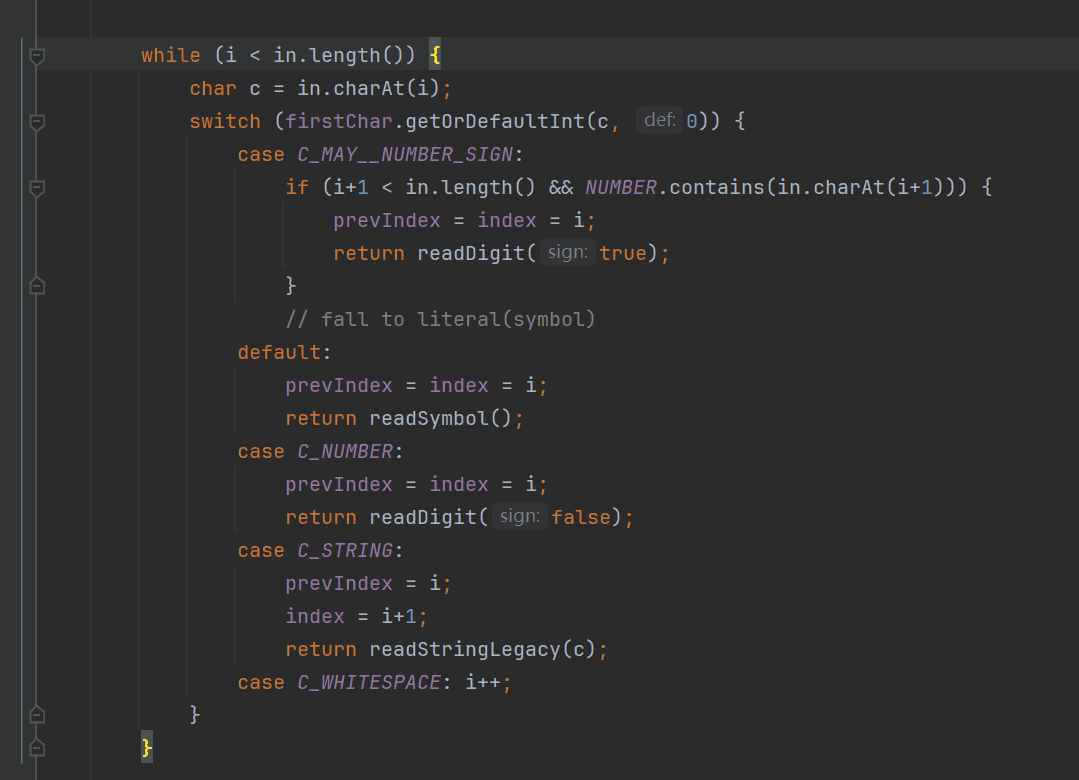 while (i < in.length()) {
char c = in.charAt(i);
switch (firstChar.getOrDefaultInt(c, def: 0)) {
case C_MAY__NUMBER_SIGN:
if (i+1 < in.length() && NUMBER.contains(in.charAt(i+1))) {
prevIndex = index = i;
return readDigit( sign: true);
}
// fall to literal(symbol)
default:
prevIndex = index = i;
return readSymbol();
case C_NUMBER:
prevIndex = index = i;
return readDigit( sign: false);
case C_STRING:
prevIndex = i;
index = i+1;
return readStringLegacy(c);
case C_WHITESPACE: i++;
}
}